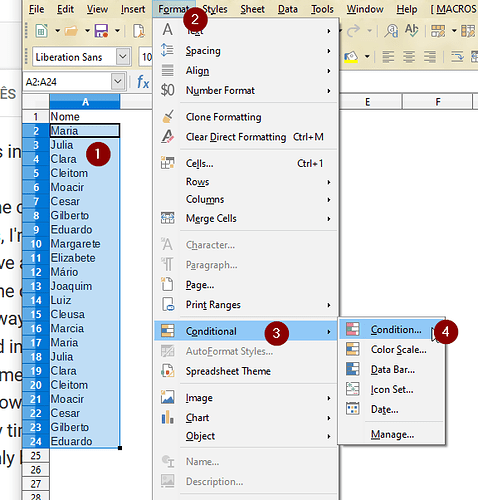 File Edit View Insert Format Styles Sheet Data Tools Window Help [ MACROS
2
Liberation Sans 10
A2:A24 fx
ÊS
A E F
1 Nome
2 Maria
3 Julia
4 Clara
5 Cleitom
6 Moacir
7 Cesar
8 Gilberto
9 Eduardo
10 Margarete
11 Elizabete
12 Mário
13 Joaquim
14 Luiz
15 Cleusa
16 Marcia
17 Maria
18 Julia
19 Clara
20 Cleitom
21 Moacir
22 Cesar
23 Gilberto
24 Eduardo
25
26
27
28
1
Text
Spacing
Align
Number Format
Clone Formatting
Clear Direct Formatting Ctrl+M
Cells... Ctrl+1
Rows
Columns
Merge Cells
Character...
Paragraph...
Page...
Print Ranges
Conditional 3
AutoFormat Styles...
Spreadsheet Theme
Image
Chart
Object
Name...
Description...
Condition... 4
Color Scale...
Data Bar...
Icon Set...
Date...
Manage...